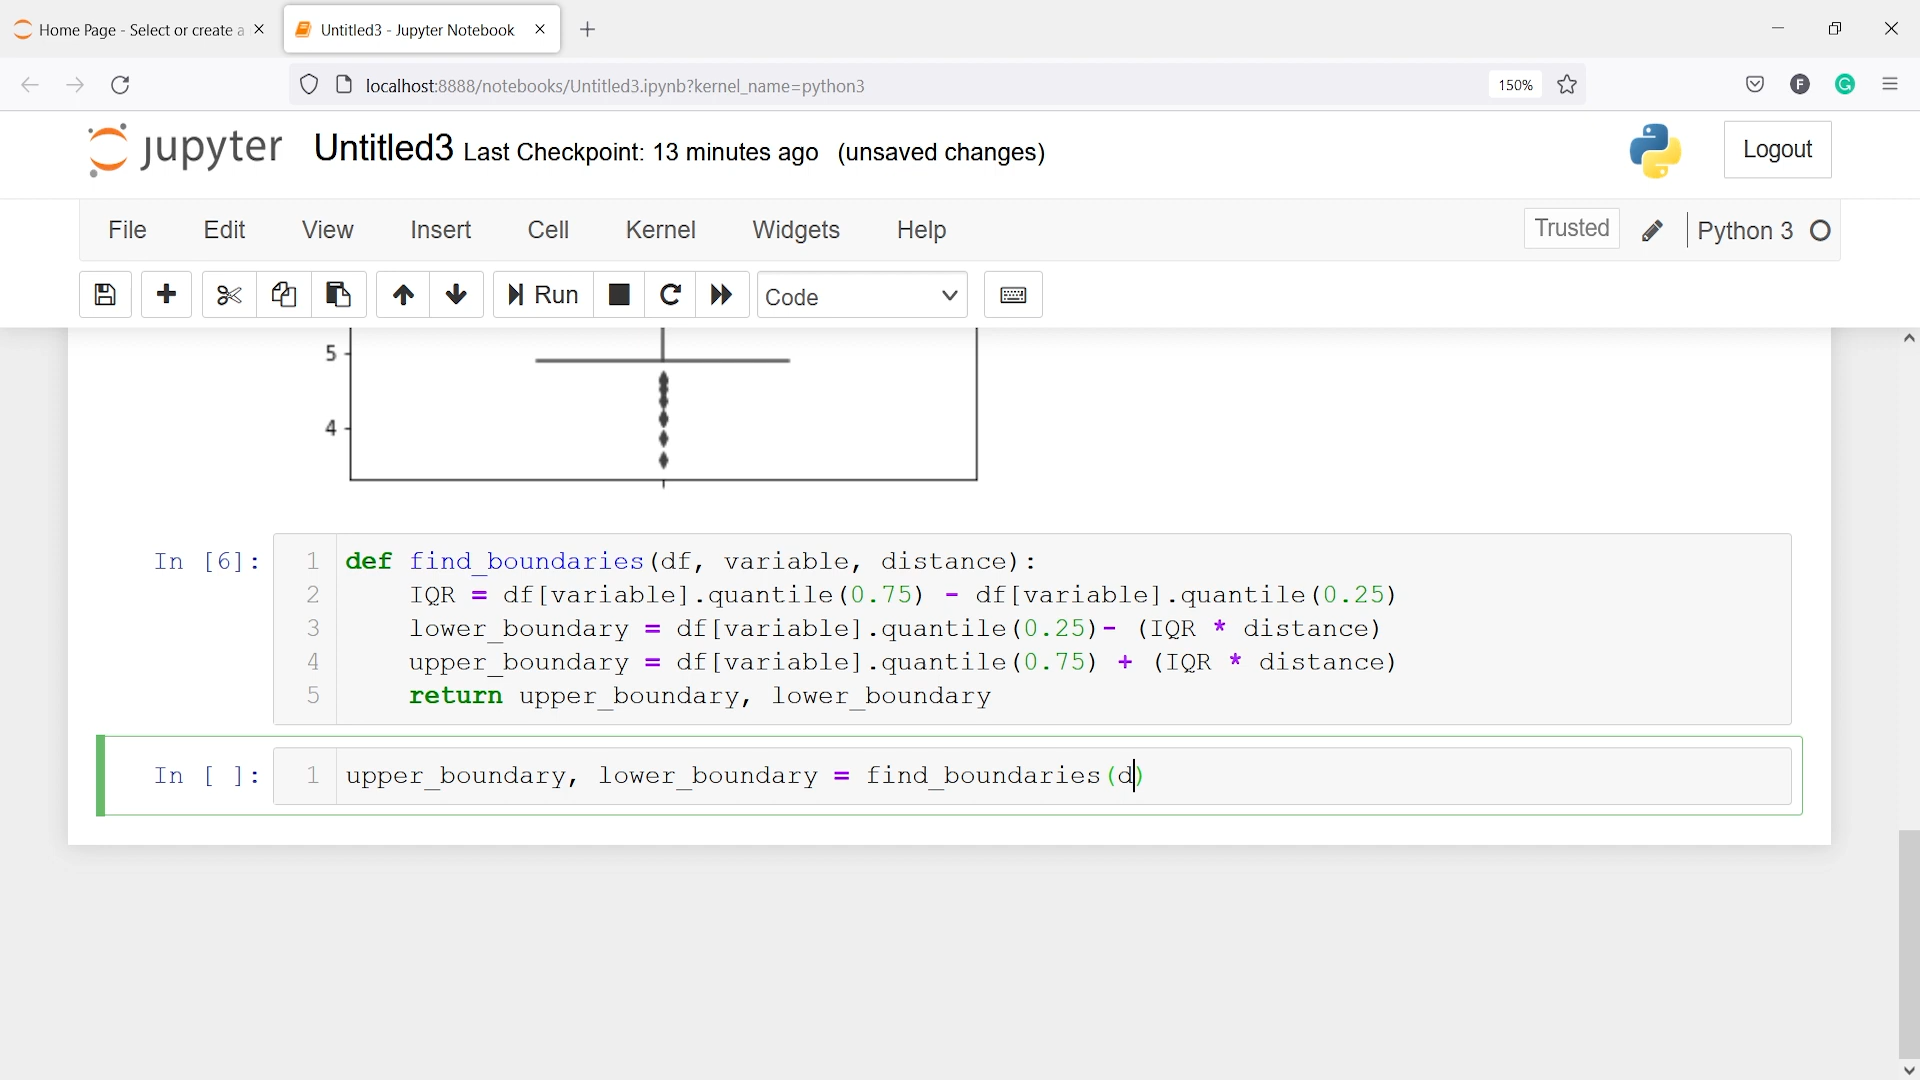 Home Page - Select or create a
Untitled3 - Jupyter Notebook
localhost:8888/notebooks/Untitled3.ipynb?kernel_name=python3
150%
F
G
jupyter Untitled3 Last Checkpoint: 13 minutes ago (unsaved changes)
Logout
File Edit View Insert Cell Kernel Widgets Help
Trusted
Python 3
Run
Code
5
4
In [6]:
1 def find_boundaries(df, variable, distance):
2 IQR = df[variable].quantile(0.75) - df[variable].quantile(0.25)
3 lower_boundary = df[variable].quantile(0.25)- (IQR * distance)
4 upper_boundary = df[variable].quantile(0.75) + (IQR * distance)
5 return upper_boundary, lower_boundary
In [ ]:
1 upper_boundary, lower_boundary = find_boundaries(d)